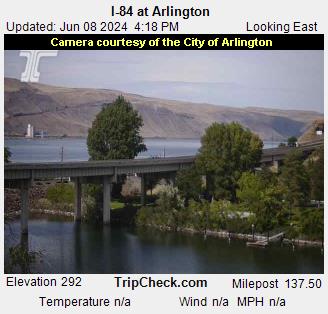 I-84 at Arlington
Updated: Jun 08 2024 4:18 PM Looking East
Camera courtesy of the City of Arlington
Elevation 292 TripCheck.com Milepost 137.50
Temperature n/a Wind n/a MPH n/a